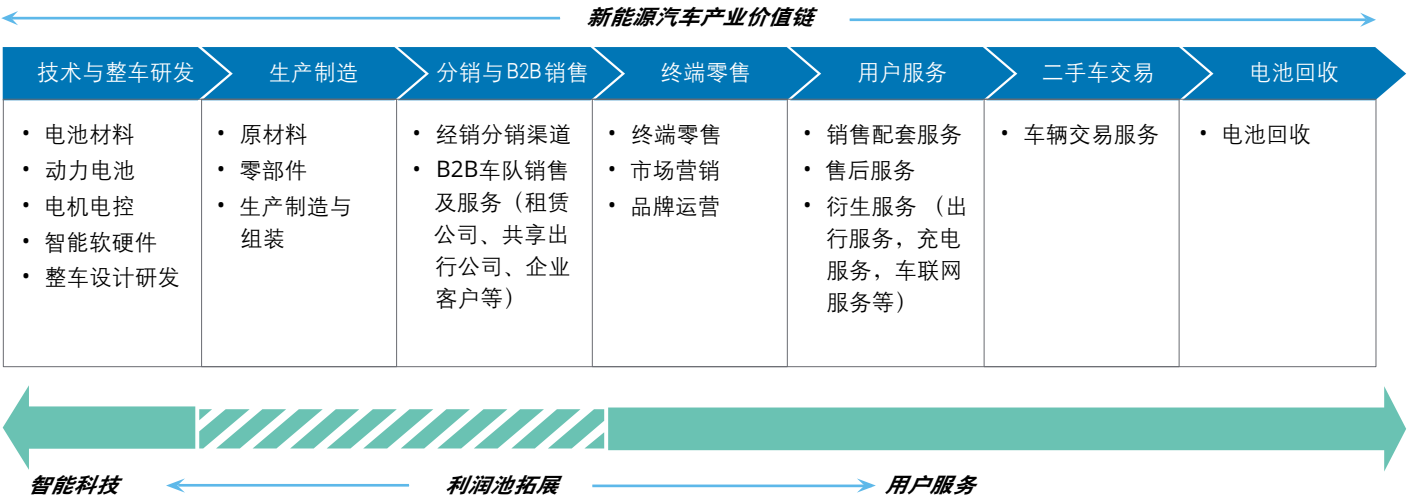 新能源汽车产业价值链
技术与整车研发
生产制造
分销与B2B销售
终端零售
用户服务
二手车交易
电池回收
• 电池材料
• 动力电池
• 电机电控
• 智能软硬件
• 整车设计研发
• 原材料
• 零部件
• 生产制造与
组装
• 经销分销渠道
• B2B车队销售
及服务（租赁
公司、共享出
行公司、企业
客户等）
• 终端零售
• 市场营销
• 品牌运营
• 销售配套服务
• 售后服务
• 衍生服务 （出
行服务，充电
服务，车联网
服务等）
• 车辆交易服务
• 电池回收
智能科技
利润池拓展
用户服务